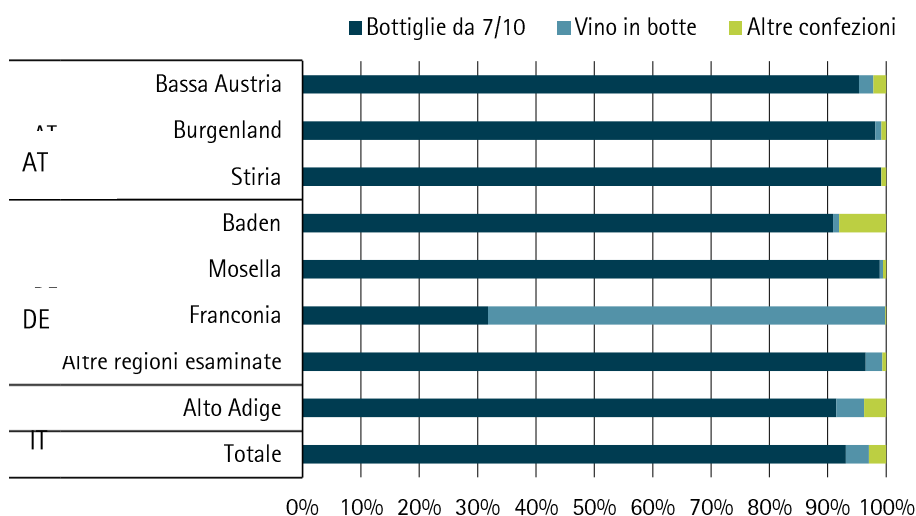 Bottiglie da 7/10 Vino in botte Altre confezioni
Bassa Austria
Burgenland
AT
Stiria
Baden
Mosella
DE
Franconia
Altre regioni esaminate
Alto Adige
IT
Totale
0% 10% 20% 30% 40% 50% 60% 70% 80% 90% 100%